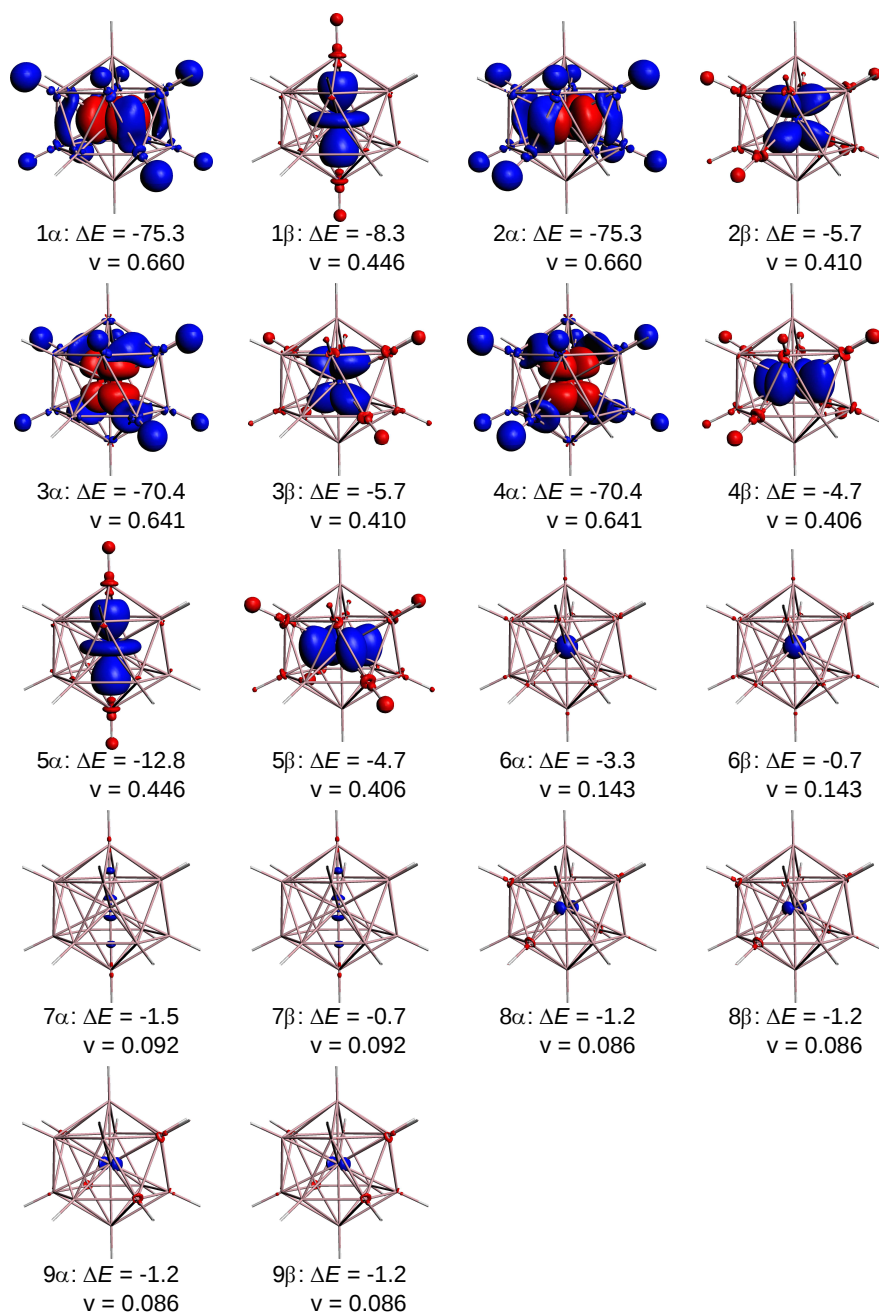 1α: ΔE = -75.3
v = 0.660
1β: ΔE = -8.3
v = 0.446
2α: ΔE = -75.3
v = 0.660
2β: ΔE = -5.7
v = 0.410
3α: ΔE = -70.4
v = 0.641
3β: ΔE = -5.7
v = 0.410
4α: ΔE = -70.4
v = 0.641
4β: ΔE = -4.7
v = 0.406
5α: ΔE = -12.8
v = 0.446
5β: ΔE = -4.7
v = 0.406
6α: ΔE = -3.3
v = 0.143
6β: ΔE = -0.7
v = 0.143
7α: ΔE = -1.5
v = 0.092
7β: ΔE = -0.7
v = 0.092
8α: ΔE = -1.2
v = 0.086
8β: ΔE = -1.2
v = 0.086
9α: ΔE = -1.2
v = 0.086
9β: ΔE = -1.2
v = 0.086